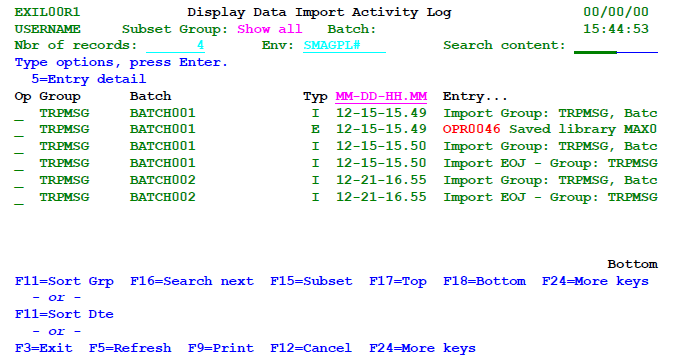 EXIL00R1 Display Data Import Activity Log 00/00/00
USERNAME Subset Group: Show all Batch: 15:44:53
Nbr of records: 4 Env: SMAGPL# Search content:
Type options, press Enter.
5=Entry detail
Op Group Batch Typ MM-DD-HH.MM Entry...
_ TRPMSG BATCH001 I 12-15-15.49 Import Group: TRPMSG, Batc
_ TRPMSG BATCH001 E 12-15-15.49 OPR0046 Saved library MAX0
_ TRPMSG BATCH001 I 12-15-15.50 Import Group: TRPMSG, Batc
_ TRPMSG BATCH001 I 12-15-15.50 Import EOJ - Group: TRPMSG
_ TRPMSG BATCH002 I 12-21-16.55 Import Group: TRPMSG, Batc
_ TRPMSG BATCH002 I 12-21-16.55 Import EOJ - Group: TRPMSG
Bottom
F11=Sort Grp F16=Search next F15=Subset F17=Top F18=Bottom F24=More keys
- or -
F11=Sort Dte
- or -
F3=Exit F5=Refresh F9=Print F12=Cancel F24=More keys